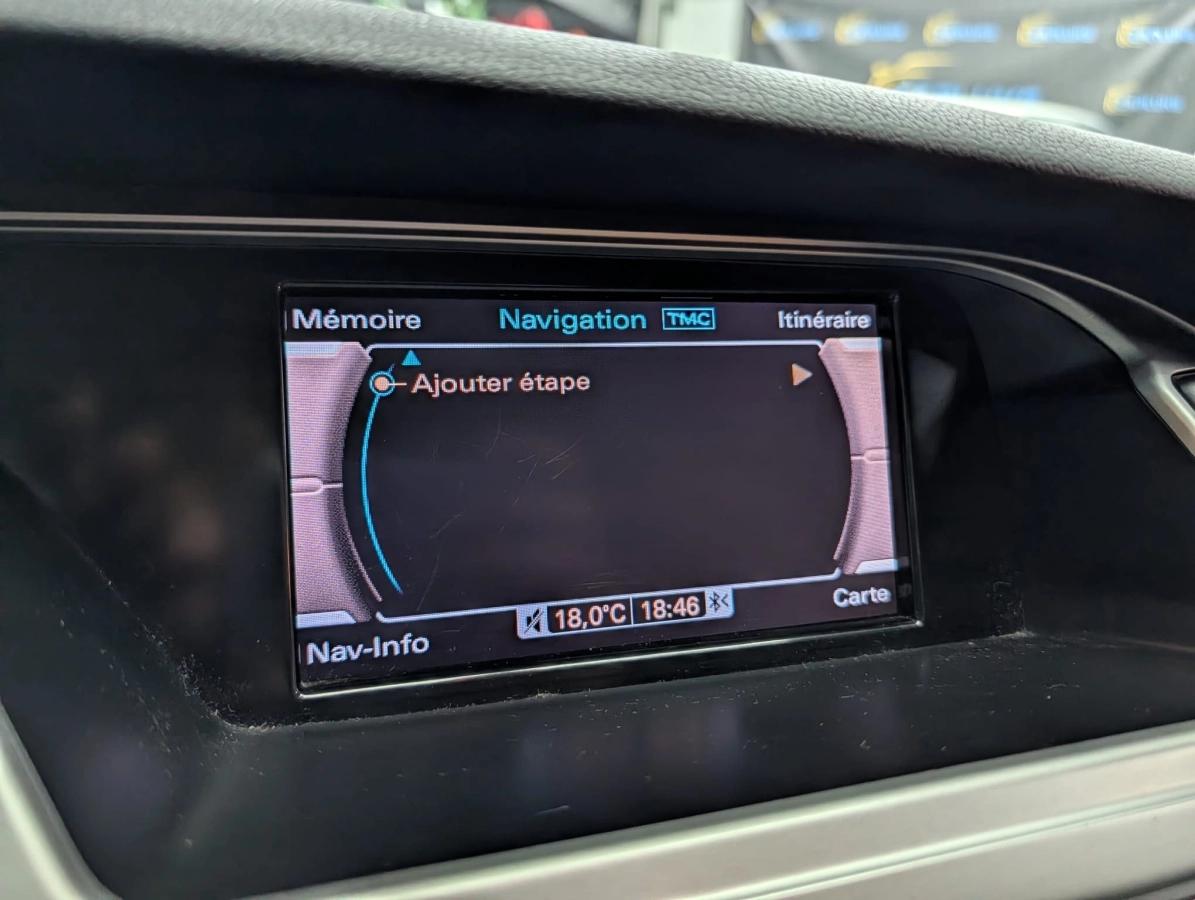 Mémoire Navigation TMC Itinéraire
Ajouter étape
18,0°C 18:46
Nav-Info Carte